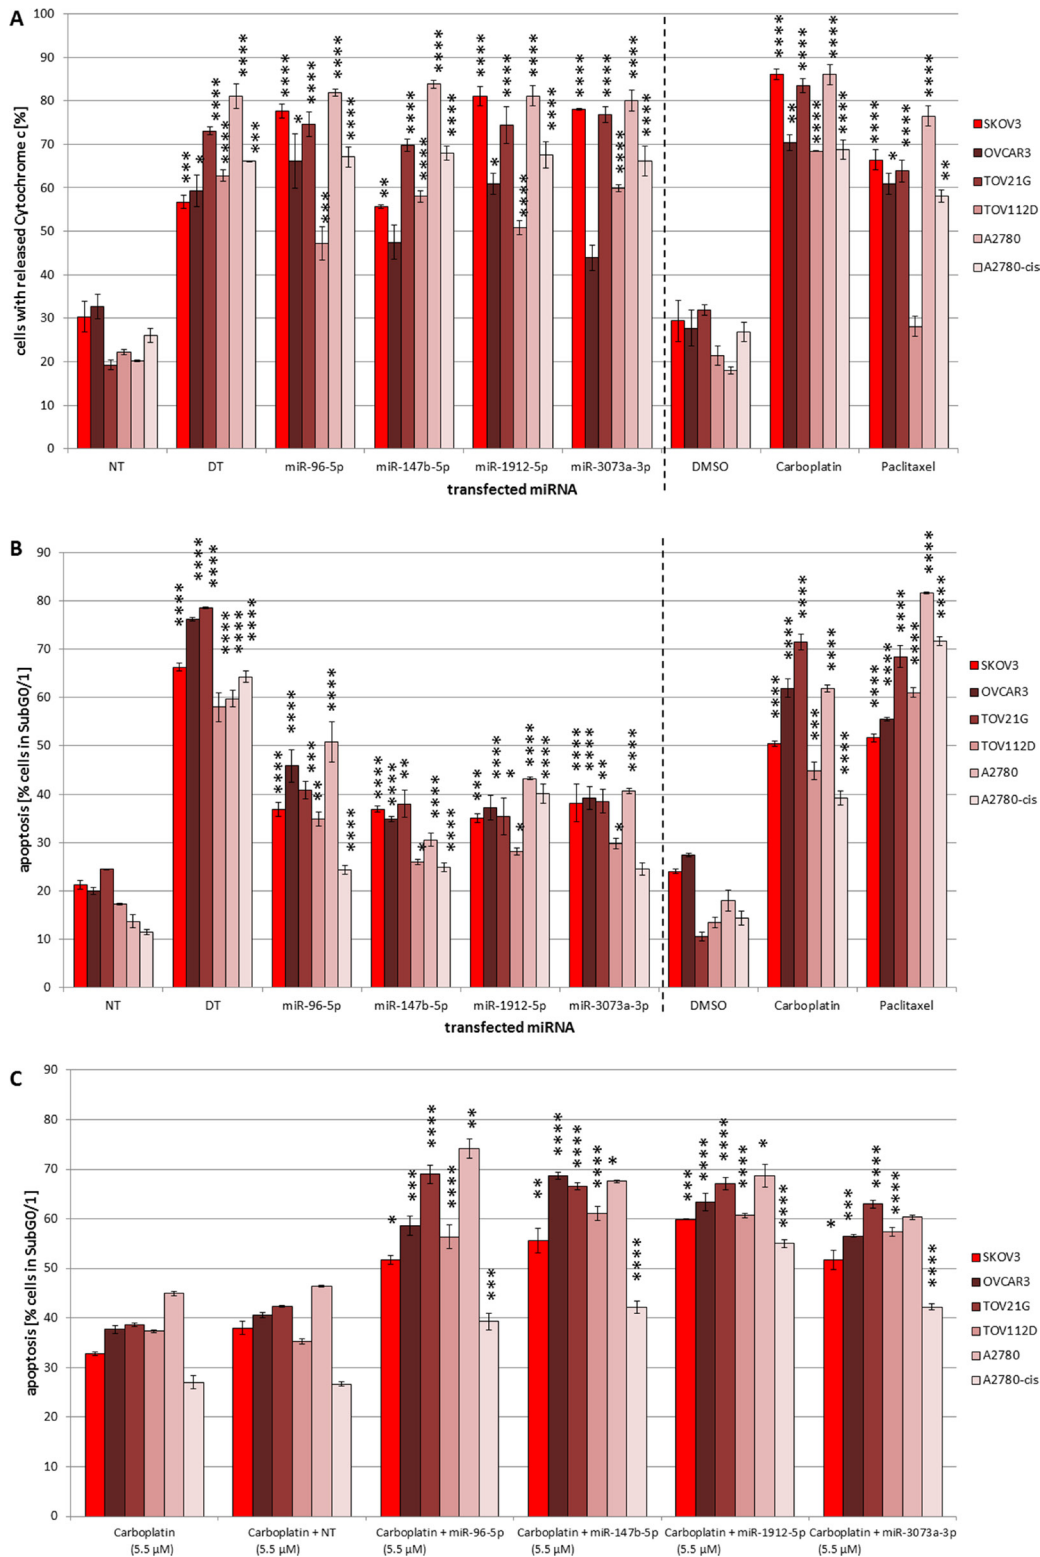 A
100
90
80
70
60
50
40
30
20
10
0
cells with released Cytochrome c [%]
NT DT miR-96-5p miR-147b-5p miR-1912-5p miR-3073a-3p DMSO Carboplatin Paclitaxel
transfected miRNA
SKOV3
OVCAR3
TOV21G
TOV112D
A2780
A2780-cis
B
90
80
70
60
50
40
30
20
10
0
apoptosis [% cells in SubG0/1]
NT DT miR-96-5p miR-147b-5p miR-1912-5p miR-3073a-3p DMSO Carboplatin Paclitaxel
transfected miRNA
SKOV3
OVCAR3
TOV21G
TOV112D
A2780
A2780-cis
C
90
80
70
60
50
40
30
20
10
0
apoptosis [% cells in SubG0/1]
Carboplatin Carboplatin + NT Carboplatin + miR-96-5p Carboplatin + miR-147b-5p Carboplatin + miR-1912-5p Carboplatin + miR-3073a-3p
(5.5 µM) (5.5 µM) (5.5 µM) (5.5 µM) (5.5 µM) (5.5 µM)
SKOV3
OVCAR3
TOV21G
TOV112D
A2780
A2780-cis